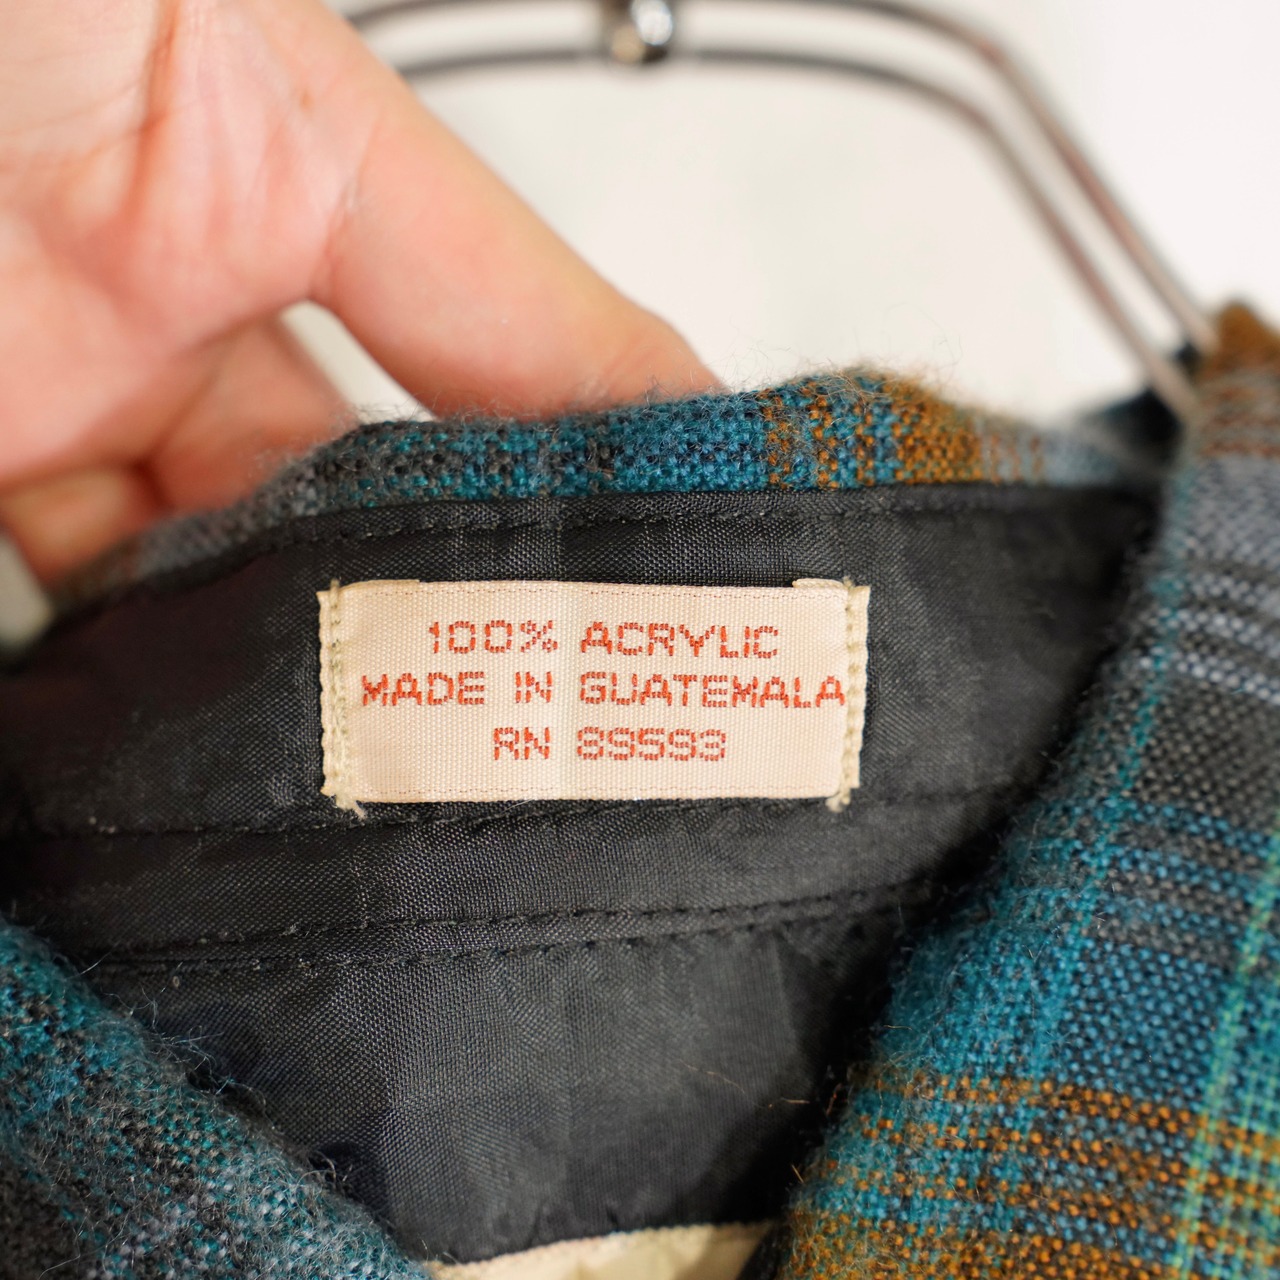 100% ACRYLIC
MADE IN GUATEMALA
RN 89593